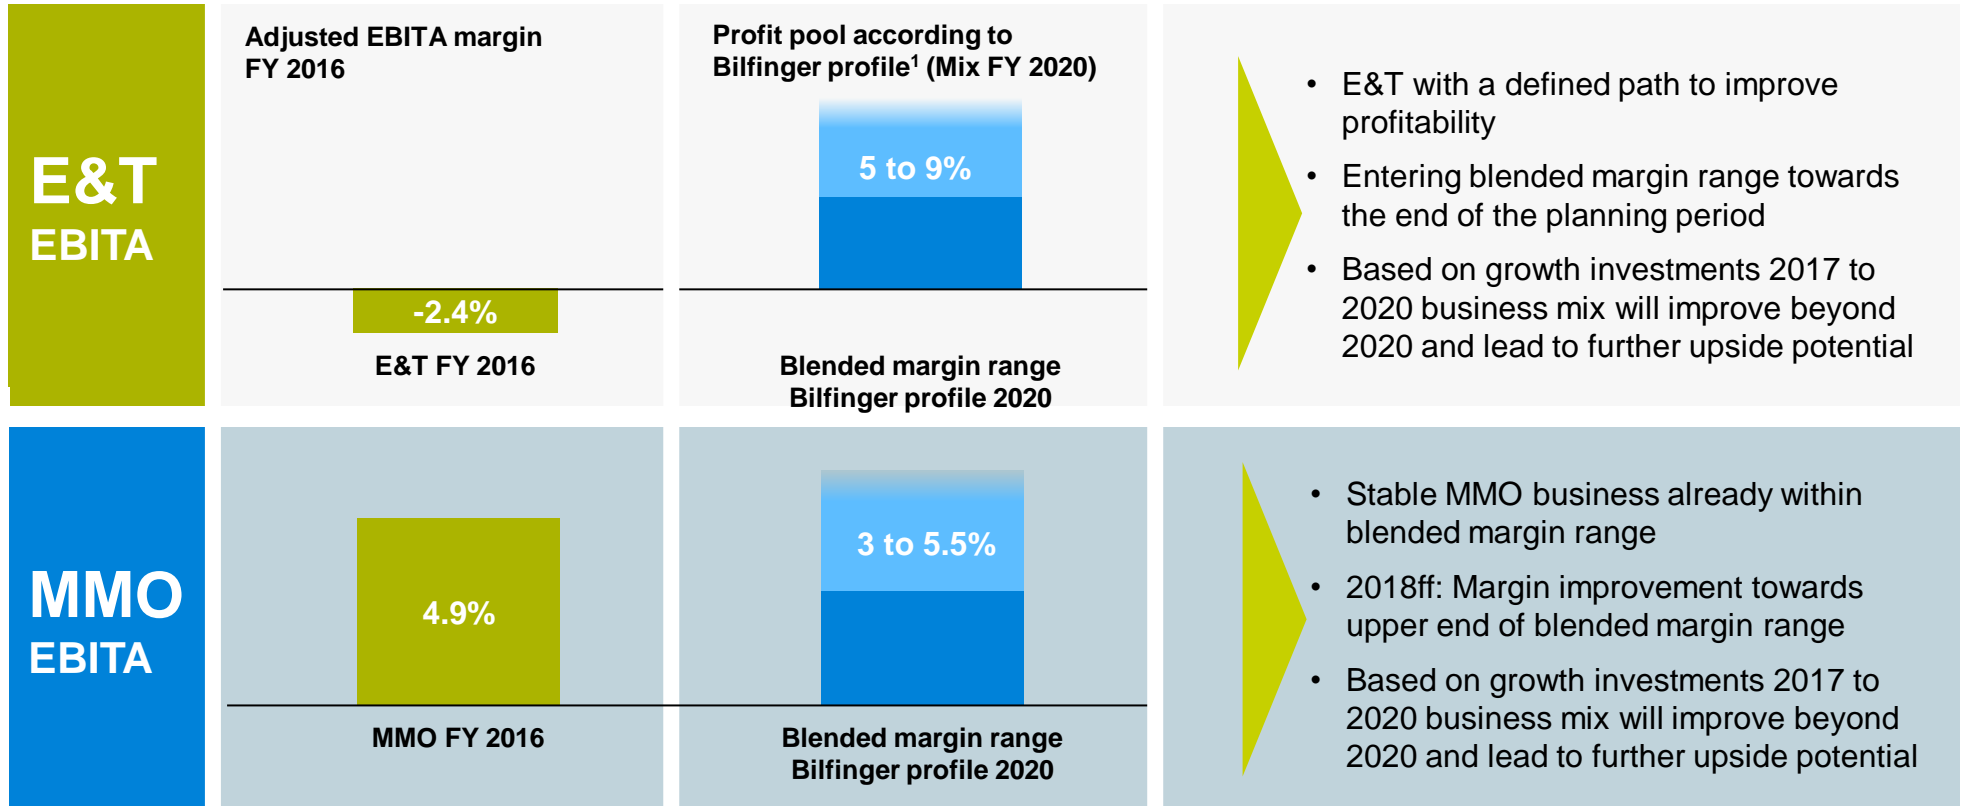 E&T
EBITA
Adjusted EBITA margin
FY 2016
-2.4%
E&T FY 2016
Profit pool according to
Bilfinger profile¹ (Mix FY 2020)
5 to 9%
Blended margin range
Bilfinger profile 2020
• E&T with a defined path to improve
profitability
• Entering blended margin range towards
the end of the planning period
• Based on growth investments 2017 to
2020 business mix will improve beyond
2020 and lead to further upside potential
MMO
EBITA
4.9%
MMO FY 2016
3 to 5.5%
Blended margin range
Bilfinger profile 2020
• Stable MMO business already within
blended margin range
• 2018ff: Margin improvement towards
upper end of blended margin range
• Based on growth investments 2017 to
2020 business mix will improve beyond
2020 and lead to further upside potential